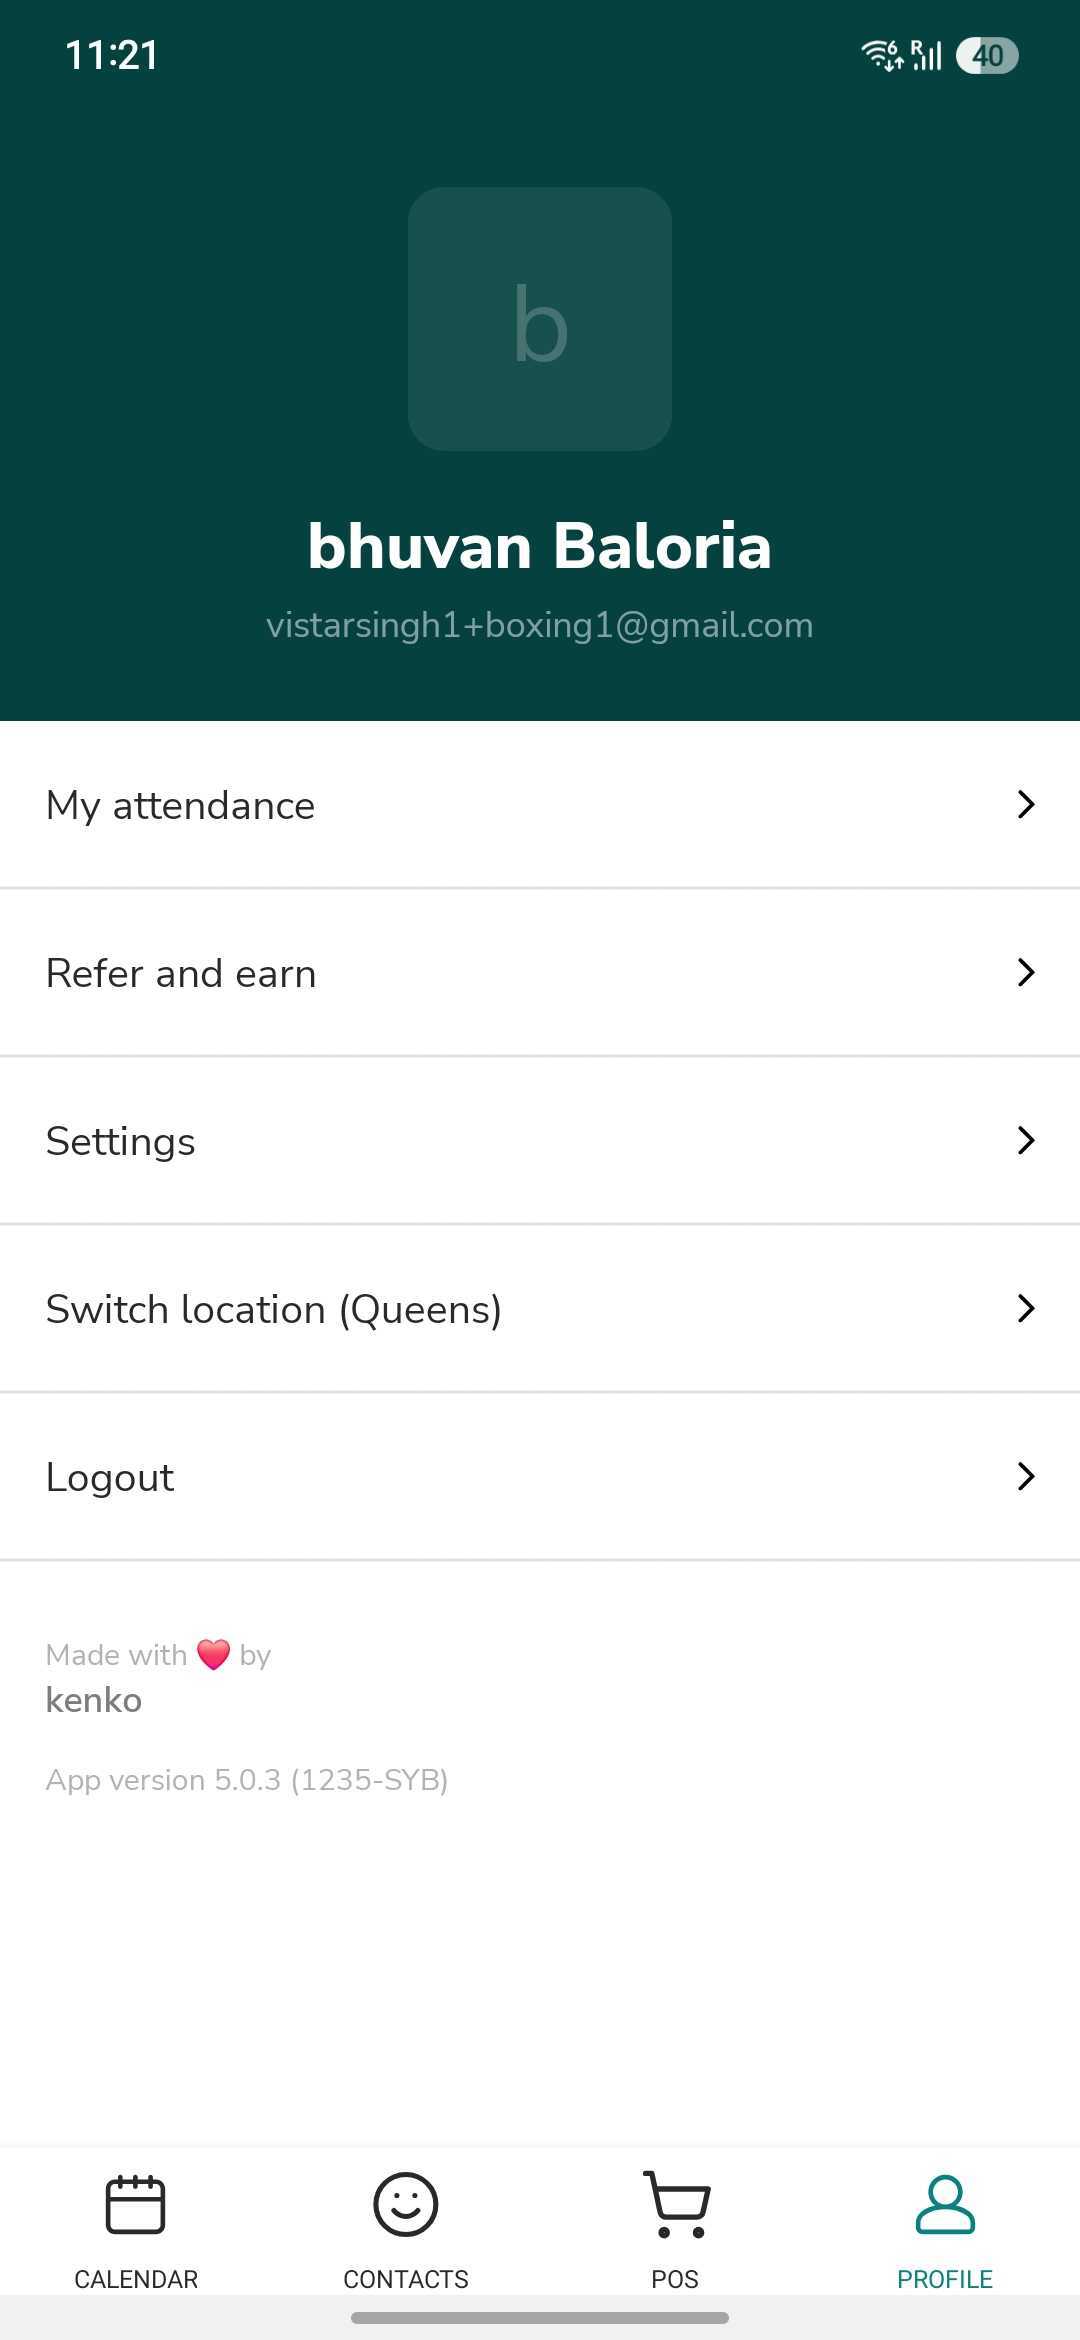 11:21
6 R 40
b
bhuvan Baloria
vistarsingh1+boxing1@gmail.com
My attendance
Refer and earn
Settings
Switch location (Queens)
Logout
Made with ❤️ by
kenko
App version 5.0.3 (1235-SYB)
CALENDAR CONTACTS POS PROFILE